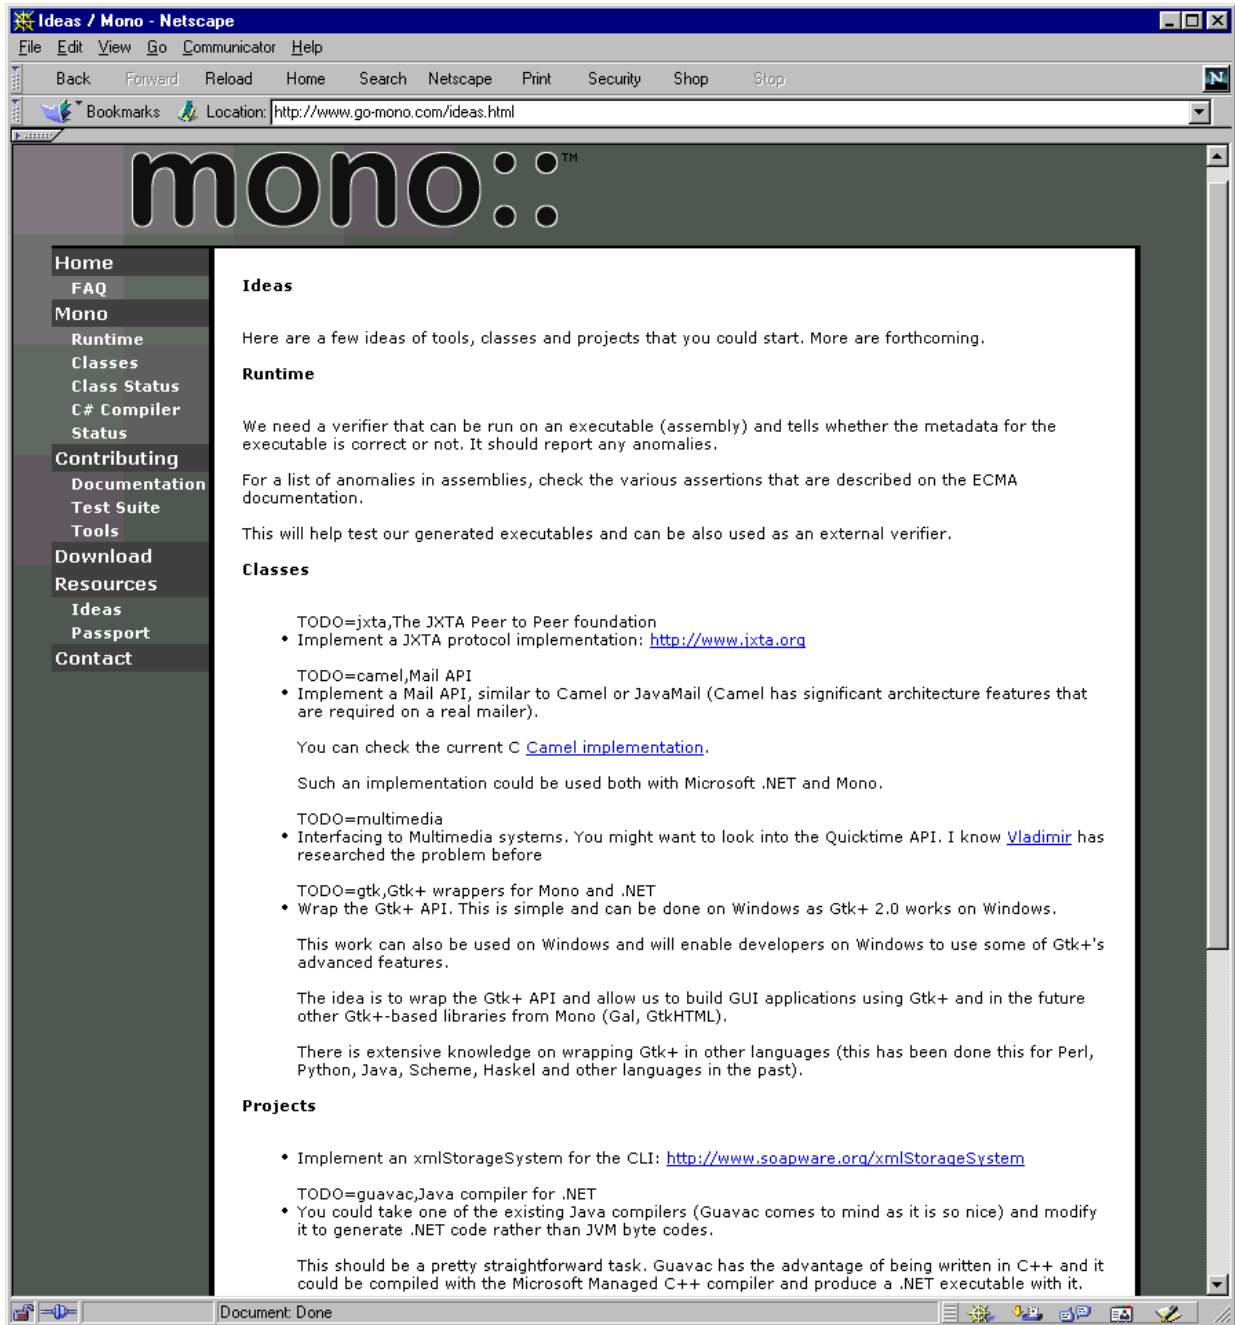 Ideas / Mono - Netscape
File Edit View Go Communicator Help
Back Forward Reload Home Search Netscape Print Security Shop Stop
N
Bookmarks Location: http://www.go-mono.com/ideas.html
mono::™
Home
FAQ
Mono
Runtime
Classes
Class Status
C# Compiler
Status
Contributing
Documentation
Test Suite
Tools
Download
Resources
Ideas
Passport
Contact
Ideas
Here are a few ideas of tools, classes and projects that you could start. More are forthcoming.
Runtime
We need a verifier that can be run on an executable (assembly) and tells whether the metadata for the
executable is correct or not. It should report any anomalies.
For a list of anomalies in assemblies, check the various assertions that are described on the ECMA
documentation.
This will help test our generated executables and can be also used as an external verifier.
Classes
TODO=jxta,The JXTA Peer to Peer foundation
• Implement a JXTA protocol implementation: http://www.jxta.org
TODO=camel,Mail API
• Implement a Mail API, similar to Camel or JavaMail (Camel has significant architecture features that
are required on a real mailer).
You can check the current C Camel implementation.
Such an implementation could be used both with Microsoft .NET and Mono.
TODO=multimedia
• Interfacing to Multimedia systems. You might want to look into the Quicktime API. I know Vladimir has
researched the problem before
TODO=gtk,Gtk+ wrappers for Mono and .NET
• Wrap the Gtk+ API. This is simple and can be done on Windows as Gtk+ 2.0 works on Windows.
This work can also be used on Windows and will enable developers on Windows to use some of Gtk+'s
advanced features.
The idea is to wrap the Gtk+ API and allow us to build GUI applications using Gtk+ and in the future
other Gtk+-based libraries from Mono (Gal, GtkHTML).
There is extensive knowledge on wrapping Gtk+ in other languages (this has been done this for Perl,
Python, Java, Scheme, Haskel and other languages in the past).
Projects
• Implement an xmlStorageSystem for the CLI: http://www.soapware.org/xmlStorageSystem
TODO=guavac,Java compiler for .NET
• You could take one of the existing Java compilers (Guavac comes to mind as it is so nice) and modify
it to generate .NET code rather than JVM byte codes.
This should be a pretty straightforward task. Guavac has the advantage of being written in C++ and it
could be compiled with the Microsoft Managed C++ compiler and produce a .NET executable with it.
Document: Done